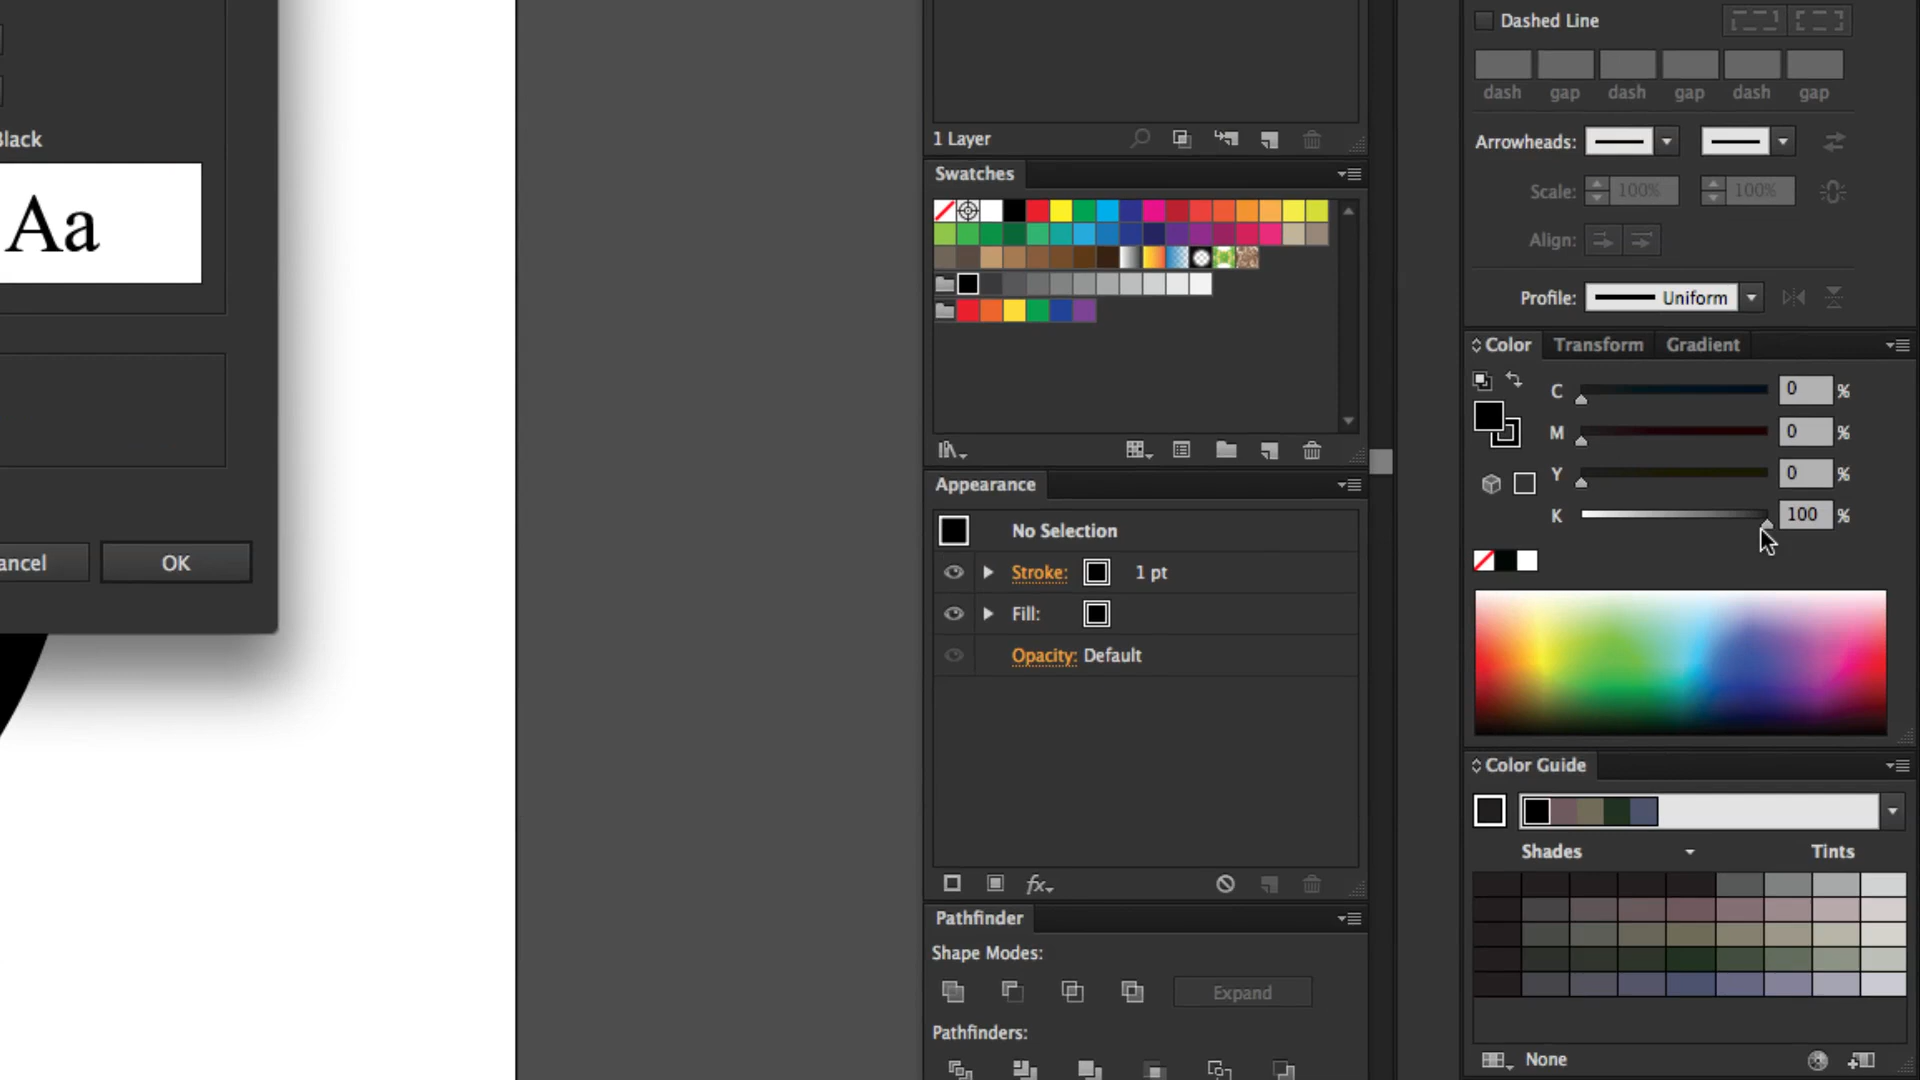 lack
Aa
ancel
OK
1 Layer
Swatches
Appearance
No Selection
Stroke: 1 pt
Fill:
Opacity: Default
fx
Pathfinder
Shape Modes:
Expand
Pathfinders:
Dashed Line
dash gap dash gap dash gap
Arrowheads:
Scale: 100% 100%
Align:
Profile: Uniform
Color Transform Gradient
C 0 %
M 0 %
Y 0 %
K 100 %
Color Guide
Shades Tints
None